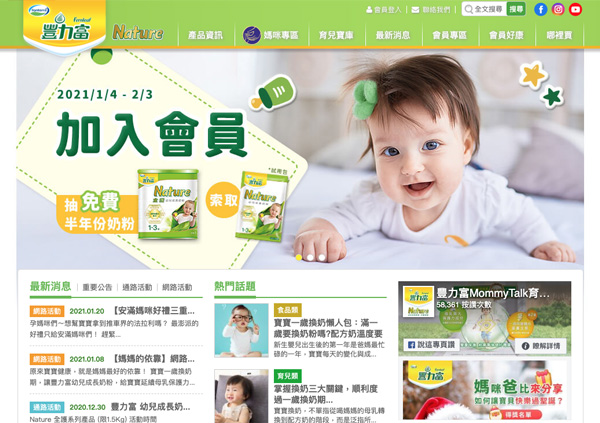 會員登入 | 聯絡我們 | 全文搜尋 搜尋
Fernleaf
豐力富
Nature
產品資訊
媽咪專區
育兒寶庫
最新消息
會員專區
會員好康
哪裡買
2021/1/4 - 2/3
加入會員
抽免費
半年份奶粉
Nature
1-3
索取
試用包
Nature
最新消息 | 重要公告 | 通路活動 | 網路活動
網路活動 2021.01.20 【安滿媽咪好禮三重...
孕媽咪們一想幫寶寶拿到推車界的法拉利嗎? 最澎派的
好禮只給安滿媽咪們! 趕緊...
網路活動 2021.01.08 【媽媽的依靠】網路...
原來寶寶健康，就是媽媽最好的依靠! 寶寶一歲換奶
期，讓豐力富幼兒成長奶粉，給寶寶延續母乳保護力...
通路活動 2020.12.30 豐力富 幼兒成長奶...
Nature 全護系列產品 (限1.5Kg) 活動時間
熱門話題
食品類
寶寶一歲換奶懶人包：滿一
歲要換奶粉嗎?配方奶溫度要
新生嬰兒出生後的第一年是爸媽最忙
碌的一年，寶寶每天的變化與成...
育兒類
掌握換奶三大關鍵，順利度
過一歲換奶期...
寶寶換奶，不單指從喝媽媽的母乳轉
換到配方奶的階段，而是泛指所...
豐力富MommyTalk育...
58,361 按讚次數
說這專頁讚
瞭解詳情
豐力富
媽咪爸比來分享
如何讓寶貝快樂過聖誕?
得獎名單